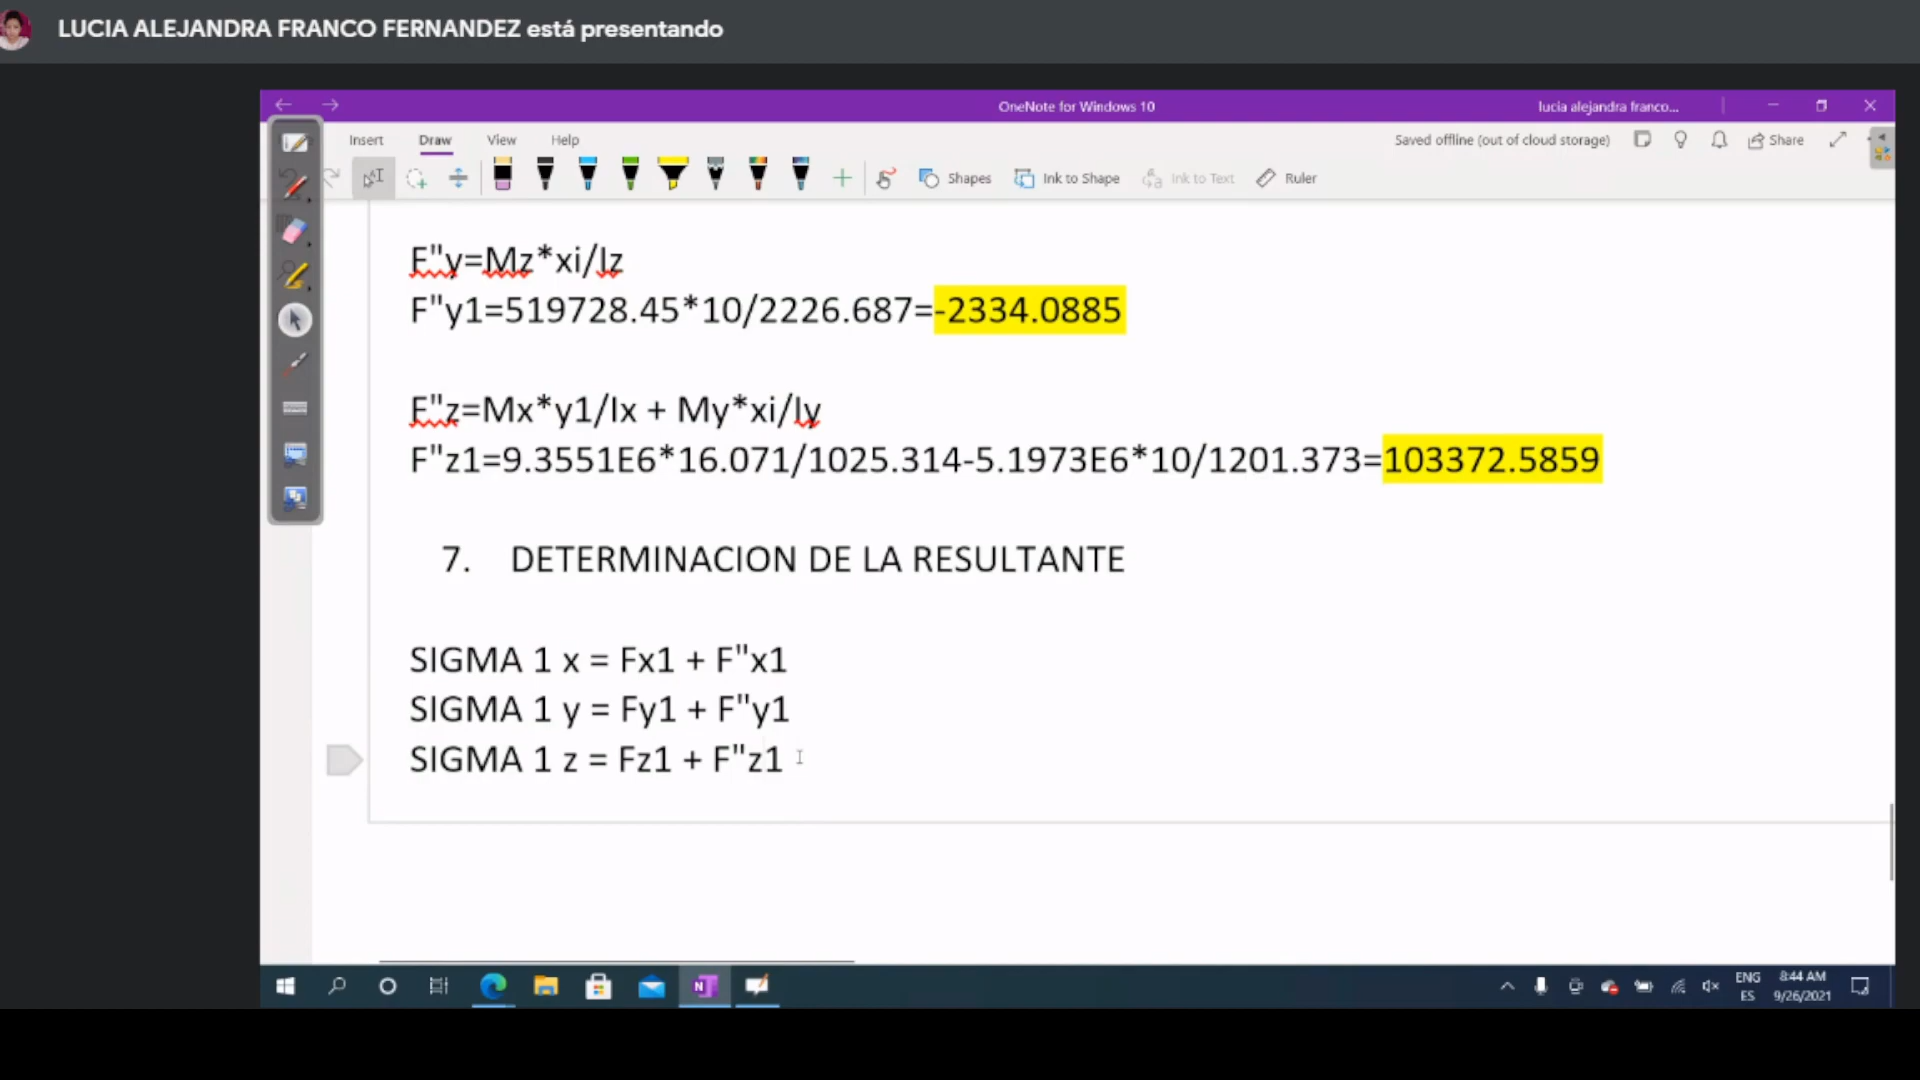 LUCIA ALEJANDRA FRANCO FERNANDEZ está presentando
OneNote for Windows 10
lucia alejandra franco...
Insert Draw View Help
Saved offline (out of cloud storage)
Share
Shapes
Ink to Shape
Ink to Text
Ruler
F"y=Mz*xi/Iz
F"y1=519728.45*10/2226.687=-2334.0885
F"z=Mx*y1/Ix + My*xi/Iy
F"z1=9.3551E6*16.071/1025.314-5.1973E6*10/1201.373=103372.5859
7. DETERMINACION DE LA RESULTANTE
SIGMA 1 x = Fx1 + F"x1
SIGMA 1 y = Fy1 + F"y1
SIGMA 1 z = Fz1 + F"z1
ENG
ES
8:44 AM
9/26/2021